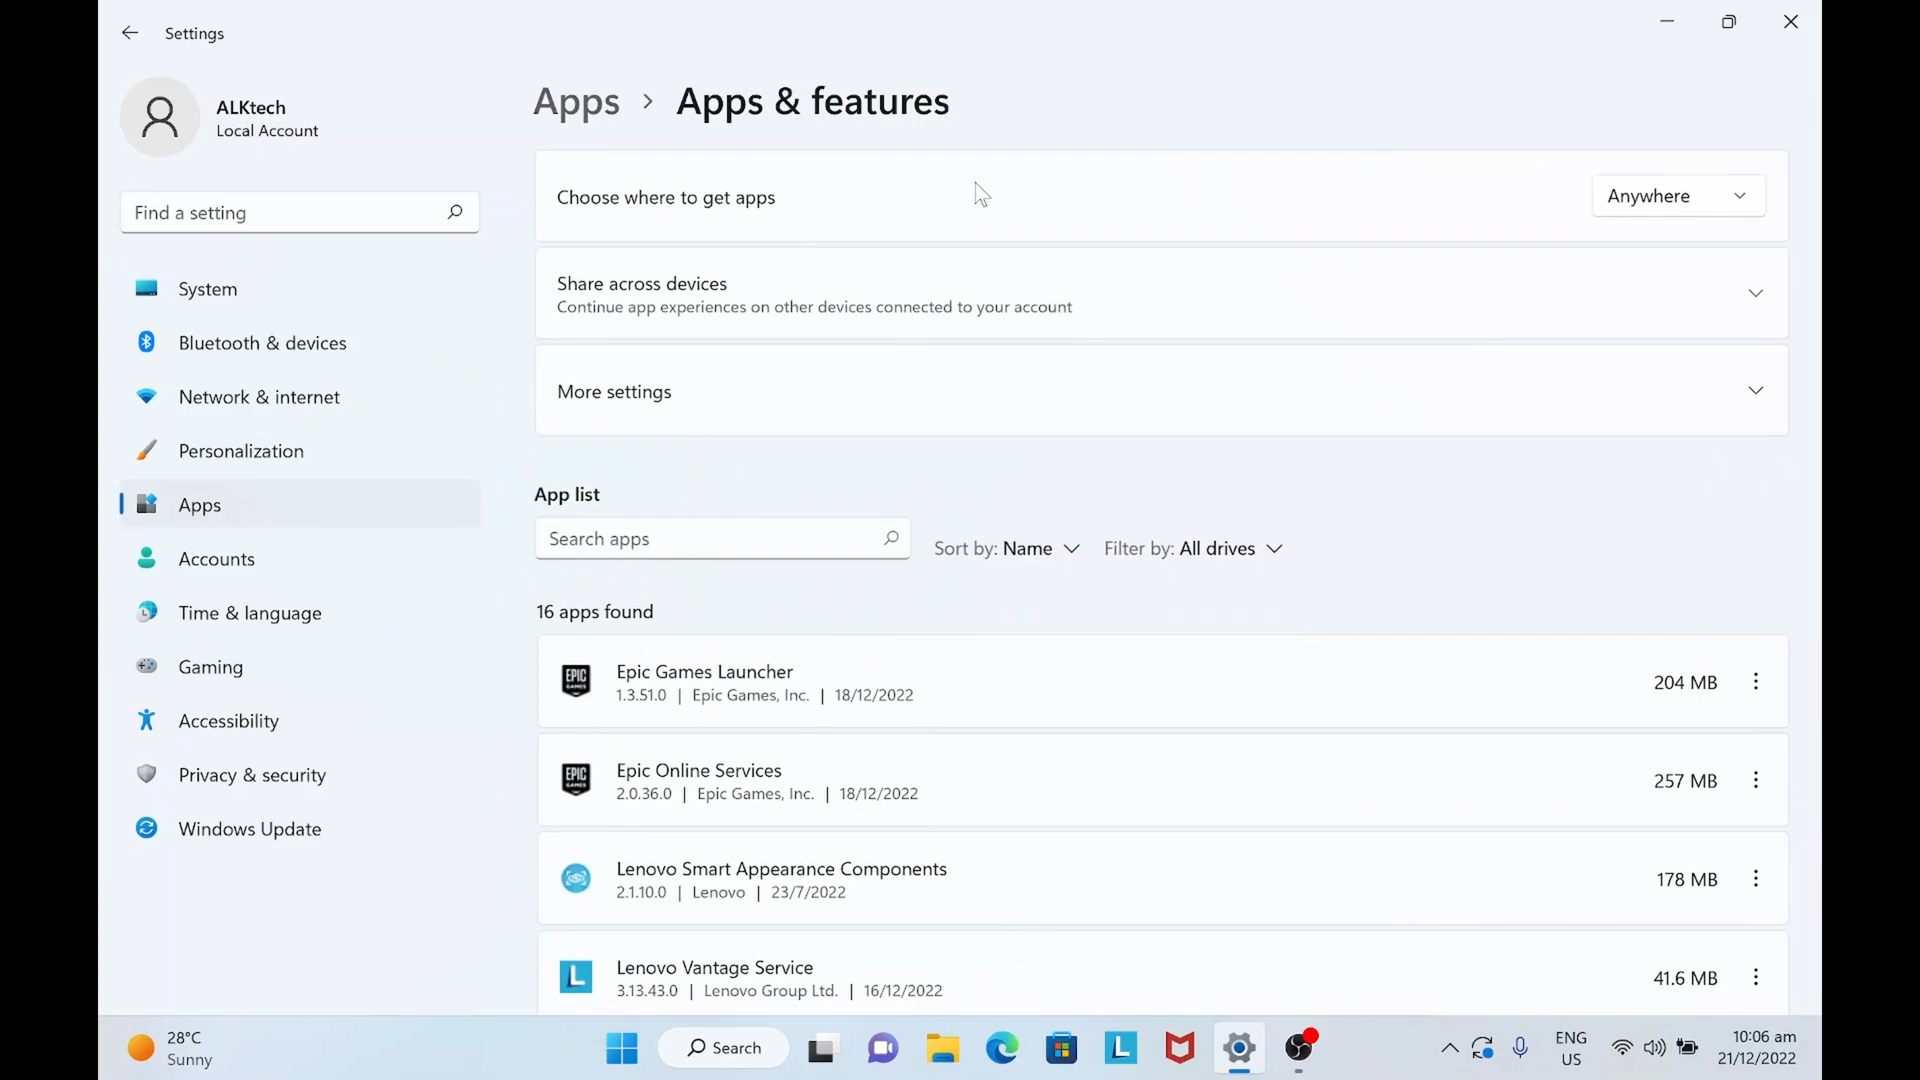 Settings
ALKtech
Local Account
Find a setting
System
Bluetooth & devices
Network & internet
Personalization
Apps
Accounts
Time & language
Gaming
Accessibility
Privacy & security
Windows Update
Apps > Apps & features
Choose where to get apps
Anywhere
Share across devices
Continue app experiences on other devices connected to your account
More settings
App list
Search apps
Sort by: Name
Filter by: All drives
16 apps found
EPIC GAMES
Epic Games Launcher
1.3.51.0 | Epic Games, Inc. | 18/12/2022
204 MB
EPIC GAMES
Epic Online Services
2.0.36.0 | Epic Games, Inc. | 18/12/2022
257 MB
Lenovo Smart Appearance Components
2.1.10.0 | Lenovo | 23/7/2022
178 MB
L
Lenovo Vantage Service
3.13.43.0 | Lenovo Group Ltd. | 16/12/2022
41.6 MB
28°C
Sunny
Search
L
ENG
US
10:06 am
21/12/2022